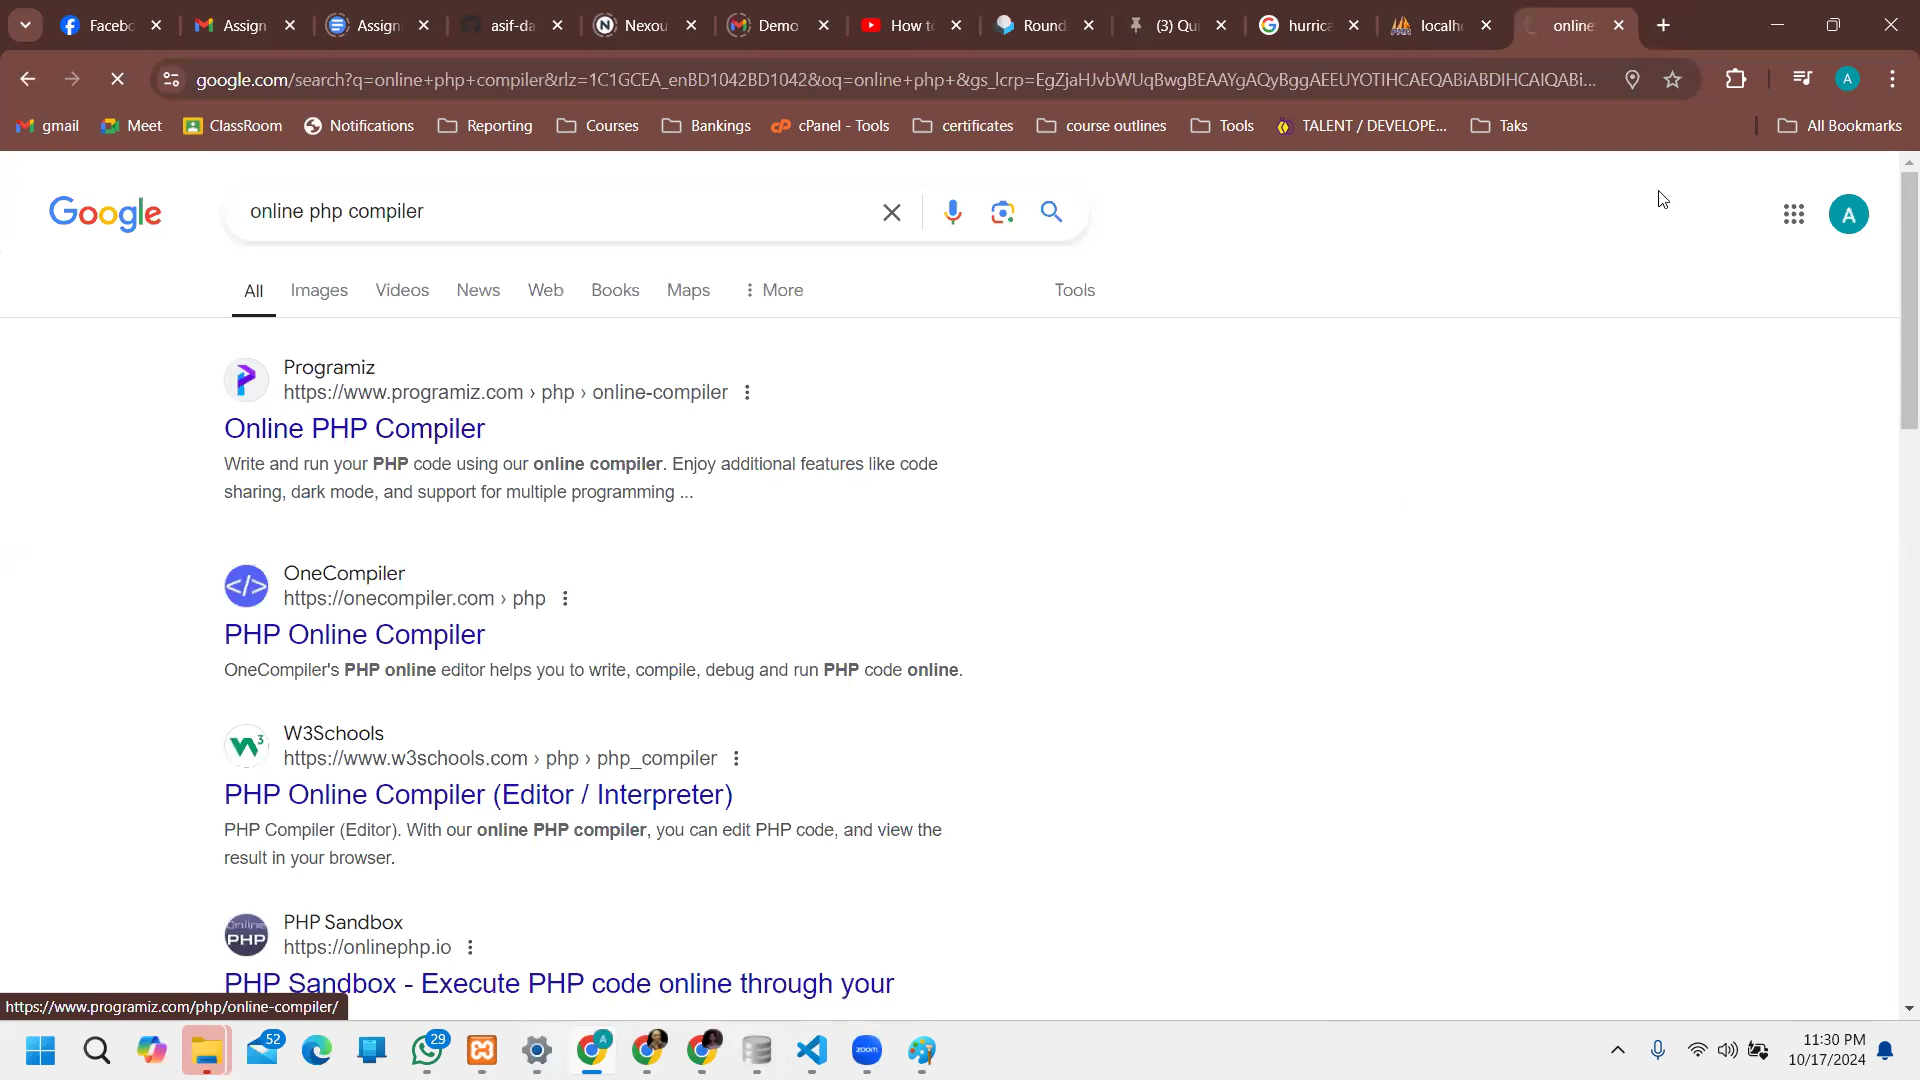 Faceb
Assign
Assign
asif-da
Nexou
Demo
How to
Round
(3) Qui
hurrica
localh
online
google.com/search?q=online+php+compiler&rlz=1C1GCEA_enBD1042BD1042&oq=online+php+&gs_lcrp=EgZjaHJvbWUqBwgBEAAYgAQyBggAEEUYOTIHCAEQABiABDIHCAIQABi...
A
gmail
Meet
ClassRoom
Notifications
Reporting
Courses
Bankings
cPanel - Tools
certificates
course outlines
Tools
TALENT / DEVELOPE...
Taks
All Bookmarks
Google
online php compiler
A
All
Images
Videos
News
Web
Books
Maps
More
Tools
Programiz
https://www.programiz.com › php › online-compiler
Online PHP Compiler
Write and run your PHP code using our online compiler. Enjoy additional features like code
sharing, dark mode, and support for multiple programming ...
OneCompiler
https://onecompiler.com › php
PHP Online Compiler
OneCompiler's PHP online editor helps you to write, compile, debug and run PHP code online.
W3Schools
https://www.w3schools.com › php › php_compiler
PHP Online Compiler (Editor / Interpreter)
PHP Compiler (Editor). With our online PHP compiler, you can edit PHP code, and view the
result in your browser.
PHP Sandbox
https://onlinephp.io
PHP Sandbox - Execute PHP code online through your
https://www.programiz.com/php/online-compiler/
52
29
A
zoom
11:30 PM
10/17/2024